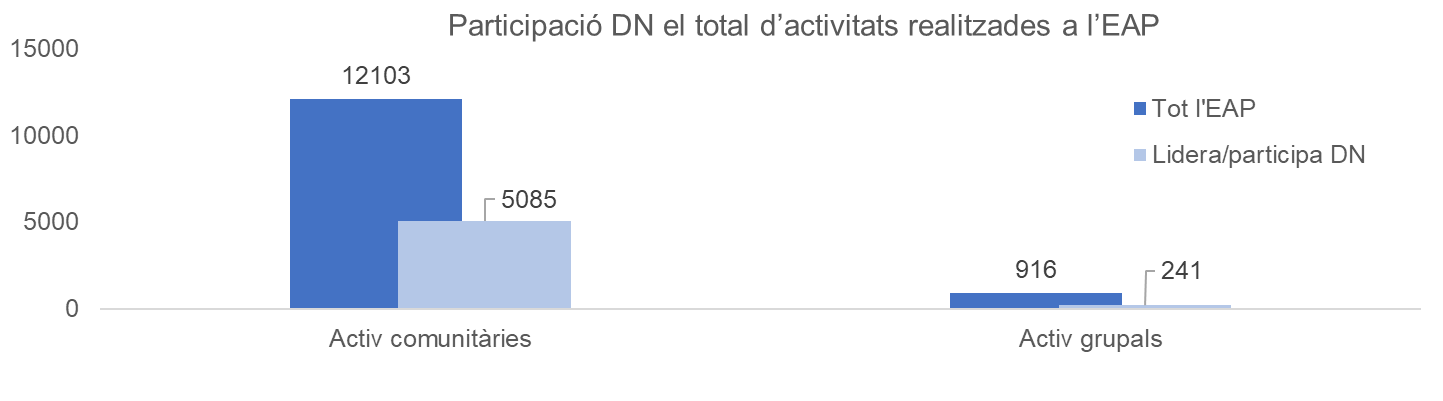 Participació DN el total d’activitats realitzades a l’EAP
15000
12103
Tot l'EAP
10000
Lidera/participa DN
5085
5000
916
241
0
Activ comunitàries
Activ grupals